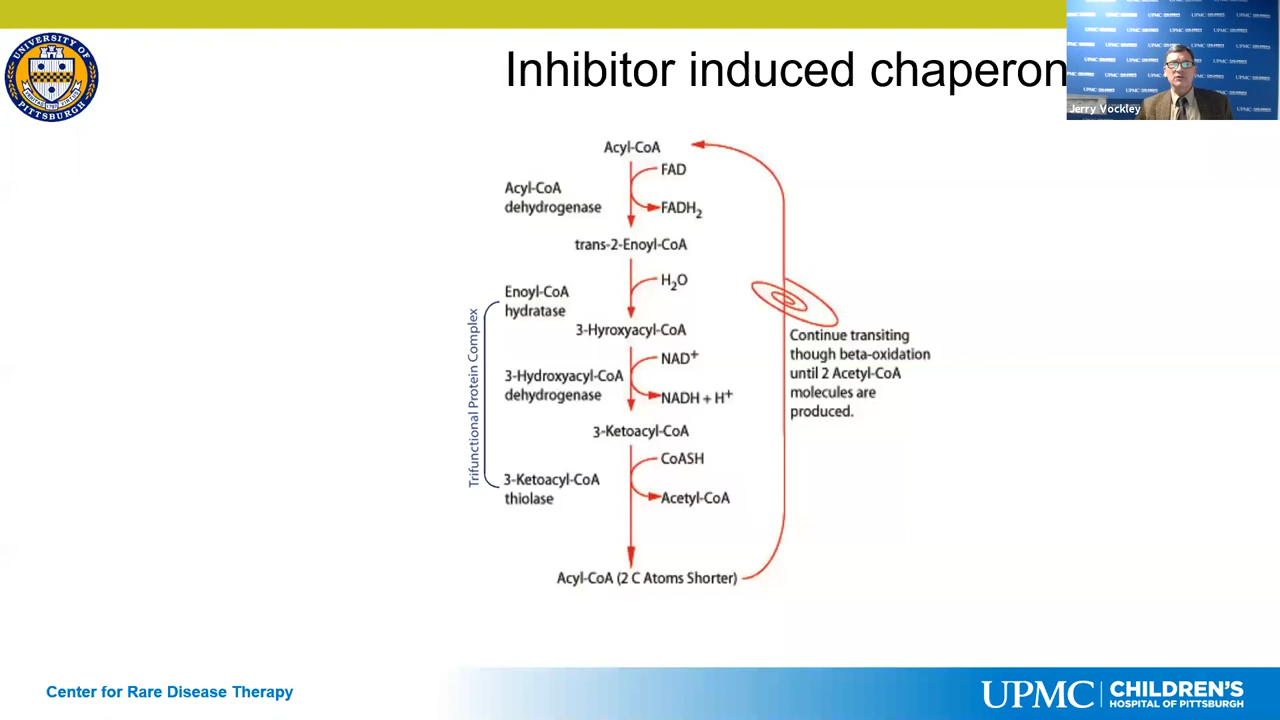 UNIVERSITY OF
PITTSBURGH
Inhibitor induced chaperon
Jerry Vockley
Acyl-CoA
FAD
Acyl-CoA
dehydrogenase
FADH2
trans-2-Enoyl-CoA
H2O
Enoyl-CoA
hydratase
3-Hyroxyacyl-CoA
NAD+
3-Hydroxyacyl-CoA
dehydrogenase
NADH + H+
3-Ketoacyl-CoA
CoASH
3-Ketoacyl-CoA
thiolase
Acetyl-CoA
Acyl-CoA (2 C Atoms Shorter)
Trifunctional Protein Complex
Continue transiting
though beta-oxidation
until 2 Acetyl-CoA
molecules are
produced.
Center for Rare Disease Therapy
UPMC
CHILDREN'S
HOSPITAL OF PITTSBURGH